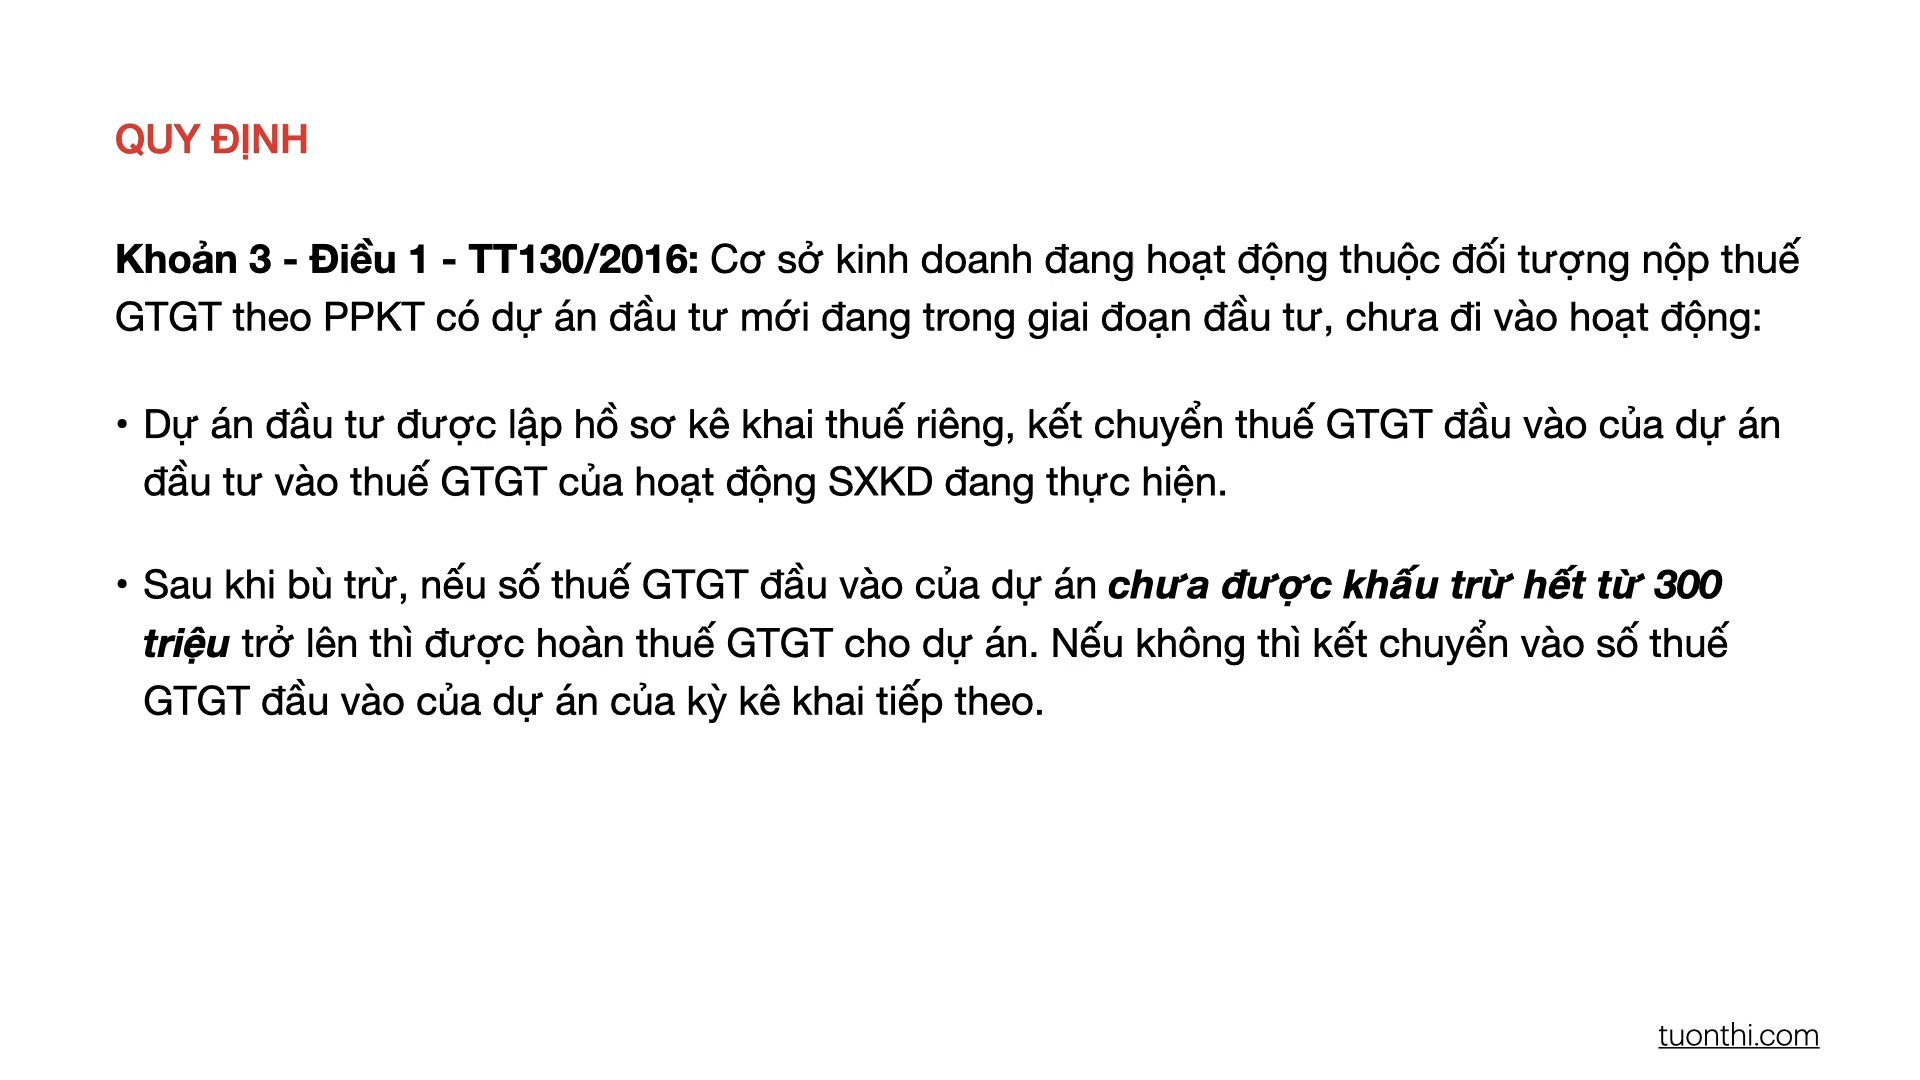 QUY ĐỊNH
Khoản 3 - Điều 1 - TT130/2016: Cơ sở kinh doanh đang hoạt động thuộc đối tượng nộp thuế
GTGT theo PPKT có dự án đầu tư mới đang trong giai đoạn đầu tư, chưa đi vào hoạt động:
• Dự án đầu tư được lập hồ sơ kê khai thuế riêng, kết chuyển thuế GTGT đầu vào của dự án
đầu tư vào thuế GTGT của hoạt động SXKD đang thực hiện.
• Sau khi bù trừ, nếu số thuế GTGT đầu vào của dự án chưa được khấu trừ hết từ 300
triệu trở lên thì được hoàn thuế GTGT cho dự án. Nếu không thì kết chuyển vào số thuế
GTGT đầu vào của dự án của kỳ kê khai tiếp theo.
tuonthi.com